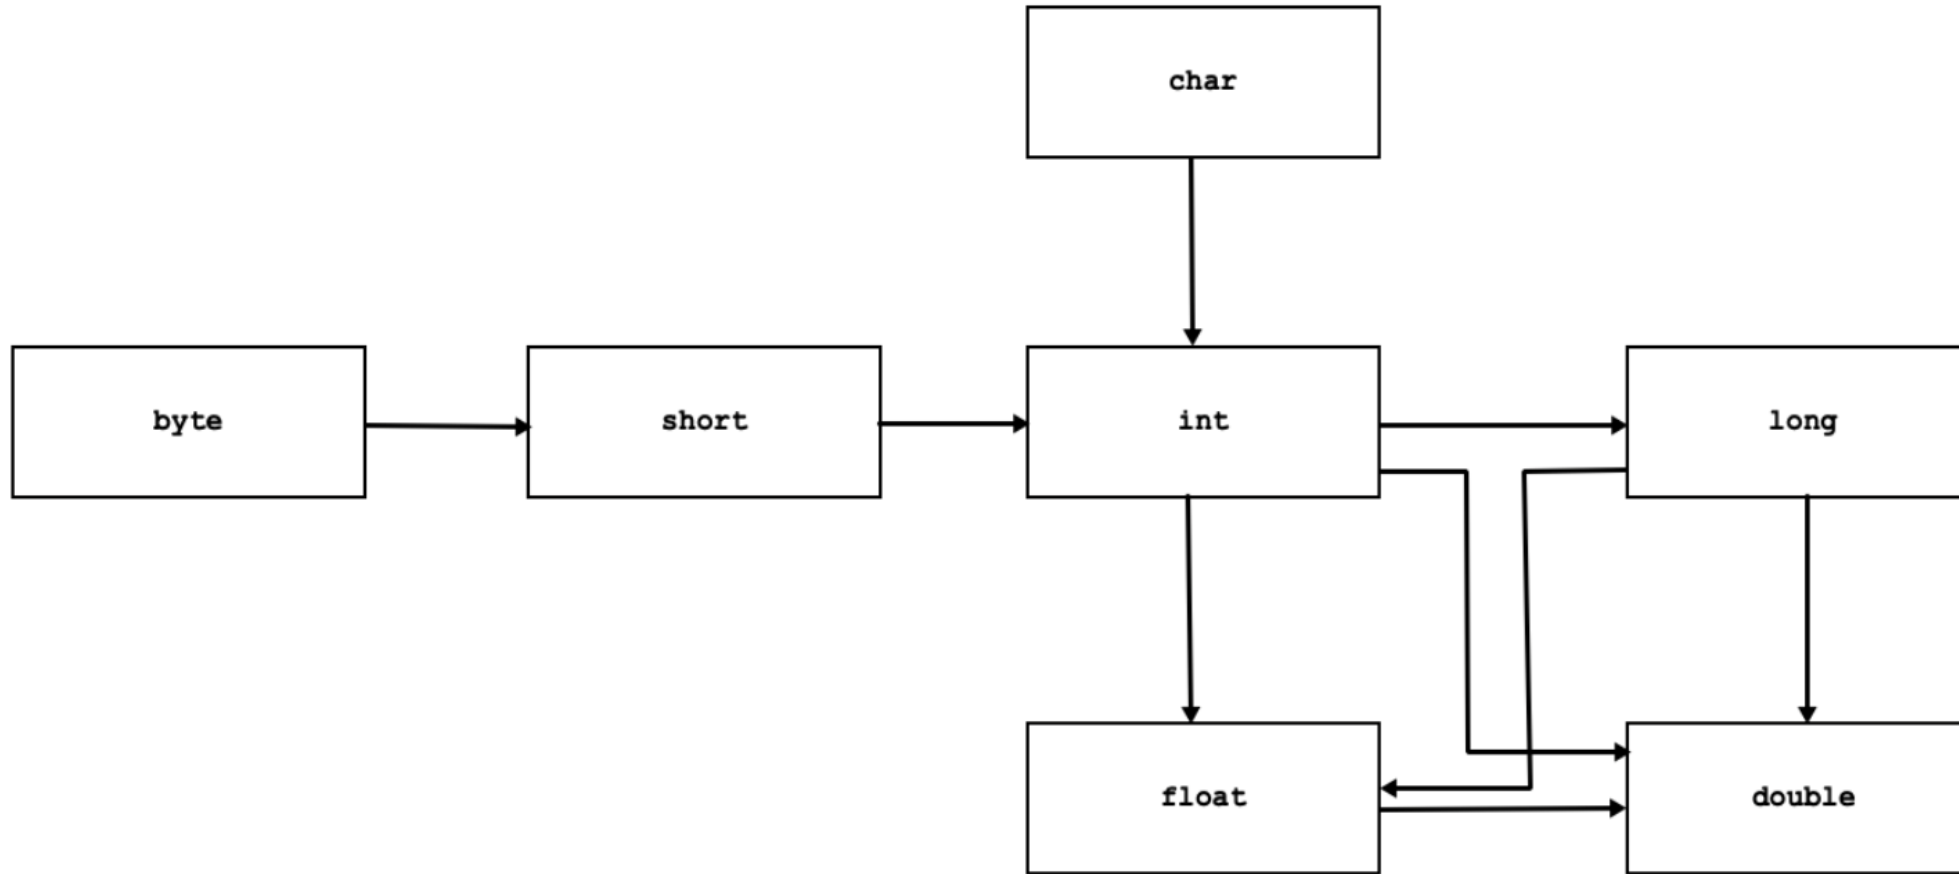 char
byte
short
int
long
float
double